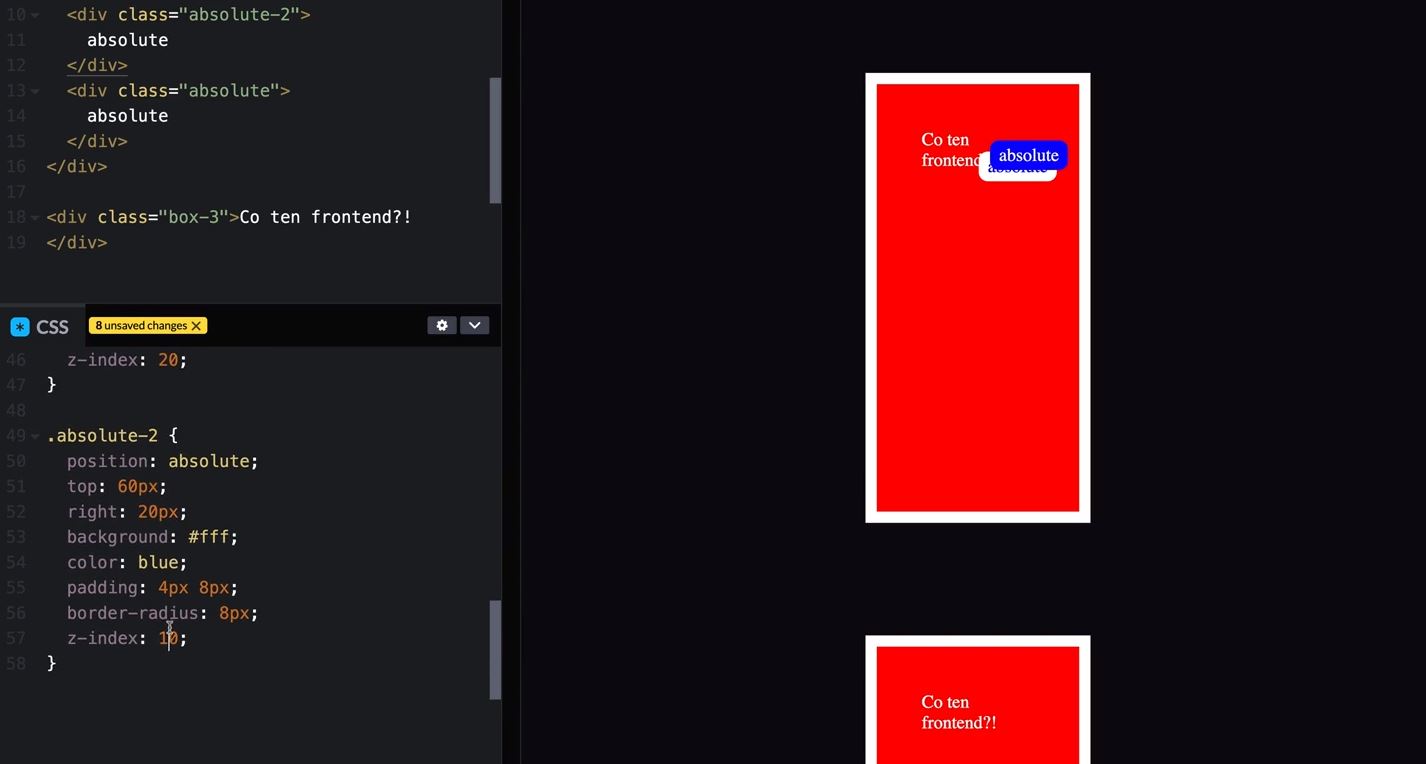 10 <div class="absolute-2">
11 absolute
12 </div>
13 <div class="absolute">
14 absolute
15 </div>
16 </div>
17
18 <div class="box-3">Co ten frontend?!
19 </div>
* CSS 8 unsaved changes X
46 z-index: 20;
47 }
48
49 .absolute-2 {
50 position: absolute;
51 top: 60px;
52 right: 20px;
53 background: #fff;
54 color: blue;
55 padding: 4px 8px;
56 border-radius: 8px;
57 z-index: 10;
58 }
Co ten
frontend
absolute
absolute
Co ten
frontend?!